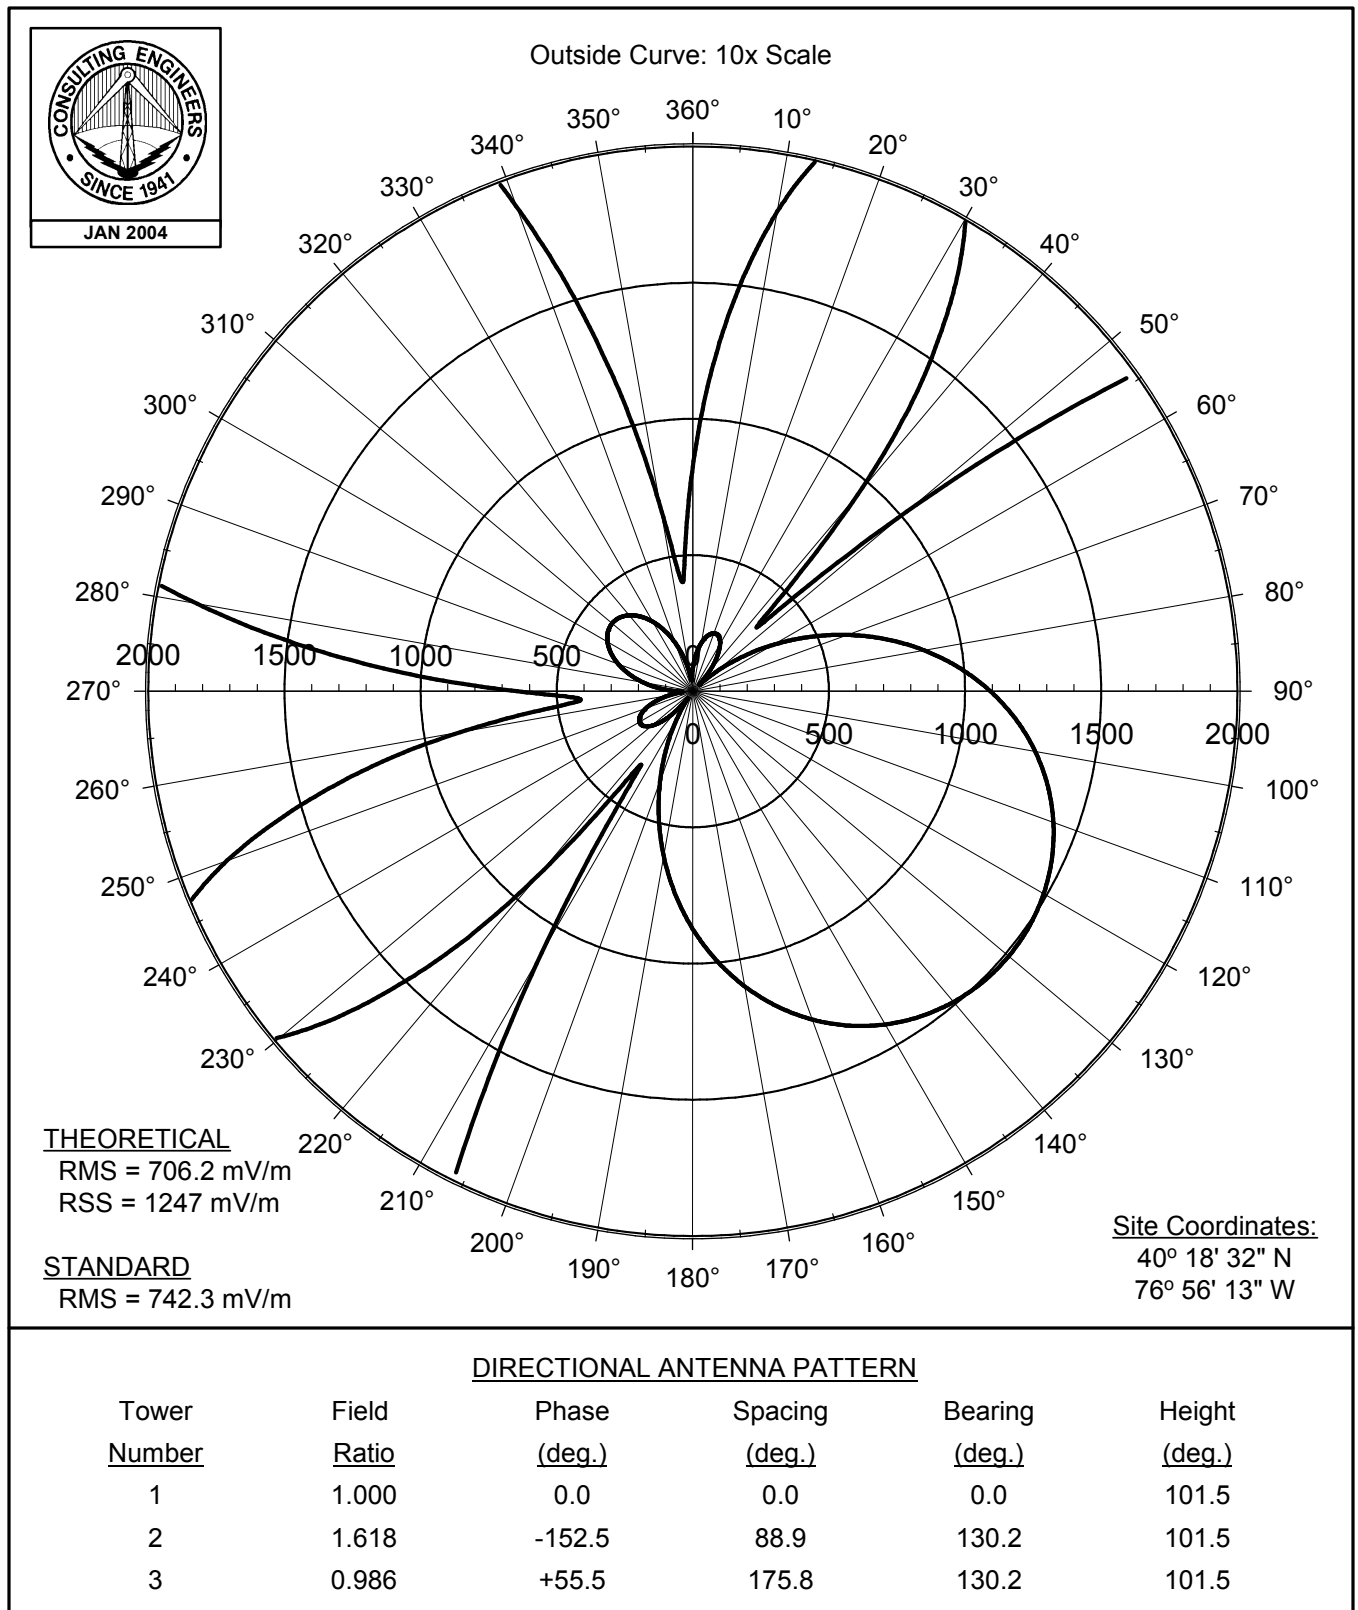 CONSULTING ENGINEERS
SINCE 1941
JAN 2004
Outside Curve: 10x Scale
360°
10°
20°
30°
40°
50°
60°
70°
80°
90°
100°
110°
120°
130°
140°
150°
160°
170°
180°
190°
200°
210°
220°
230°
240°
250°
260°
270°
280°
290°
300°
310°
320°
330°
340°
350°
2000 1500 1000 500 0
0 500 1000 1500 2000
THEORETICAL
RMS = 706.2 mV/m
RSS = 1247 mV/m
STANDARD
RMS = 742.3 mV/m
Site Coordinates:
40º 18' 32" N
76º 56' 13" W
DIRECTIONAL ANTENNA PATTERN
Tower Field Phase Spacing Bearing Height
Number Ratio (deg.) (deg.) (deg.) (deg.)
1 1.000 0.0 0.0 0.0 101.5
2 1.618 -152.5 88.9 130.2 101.5
3 0.986 +55.5 175.8 130.2 101.5